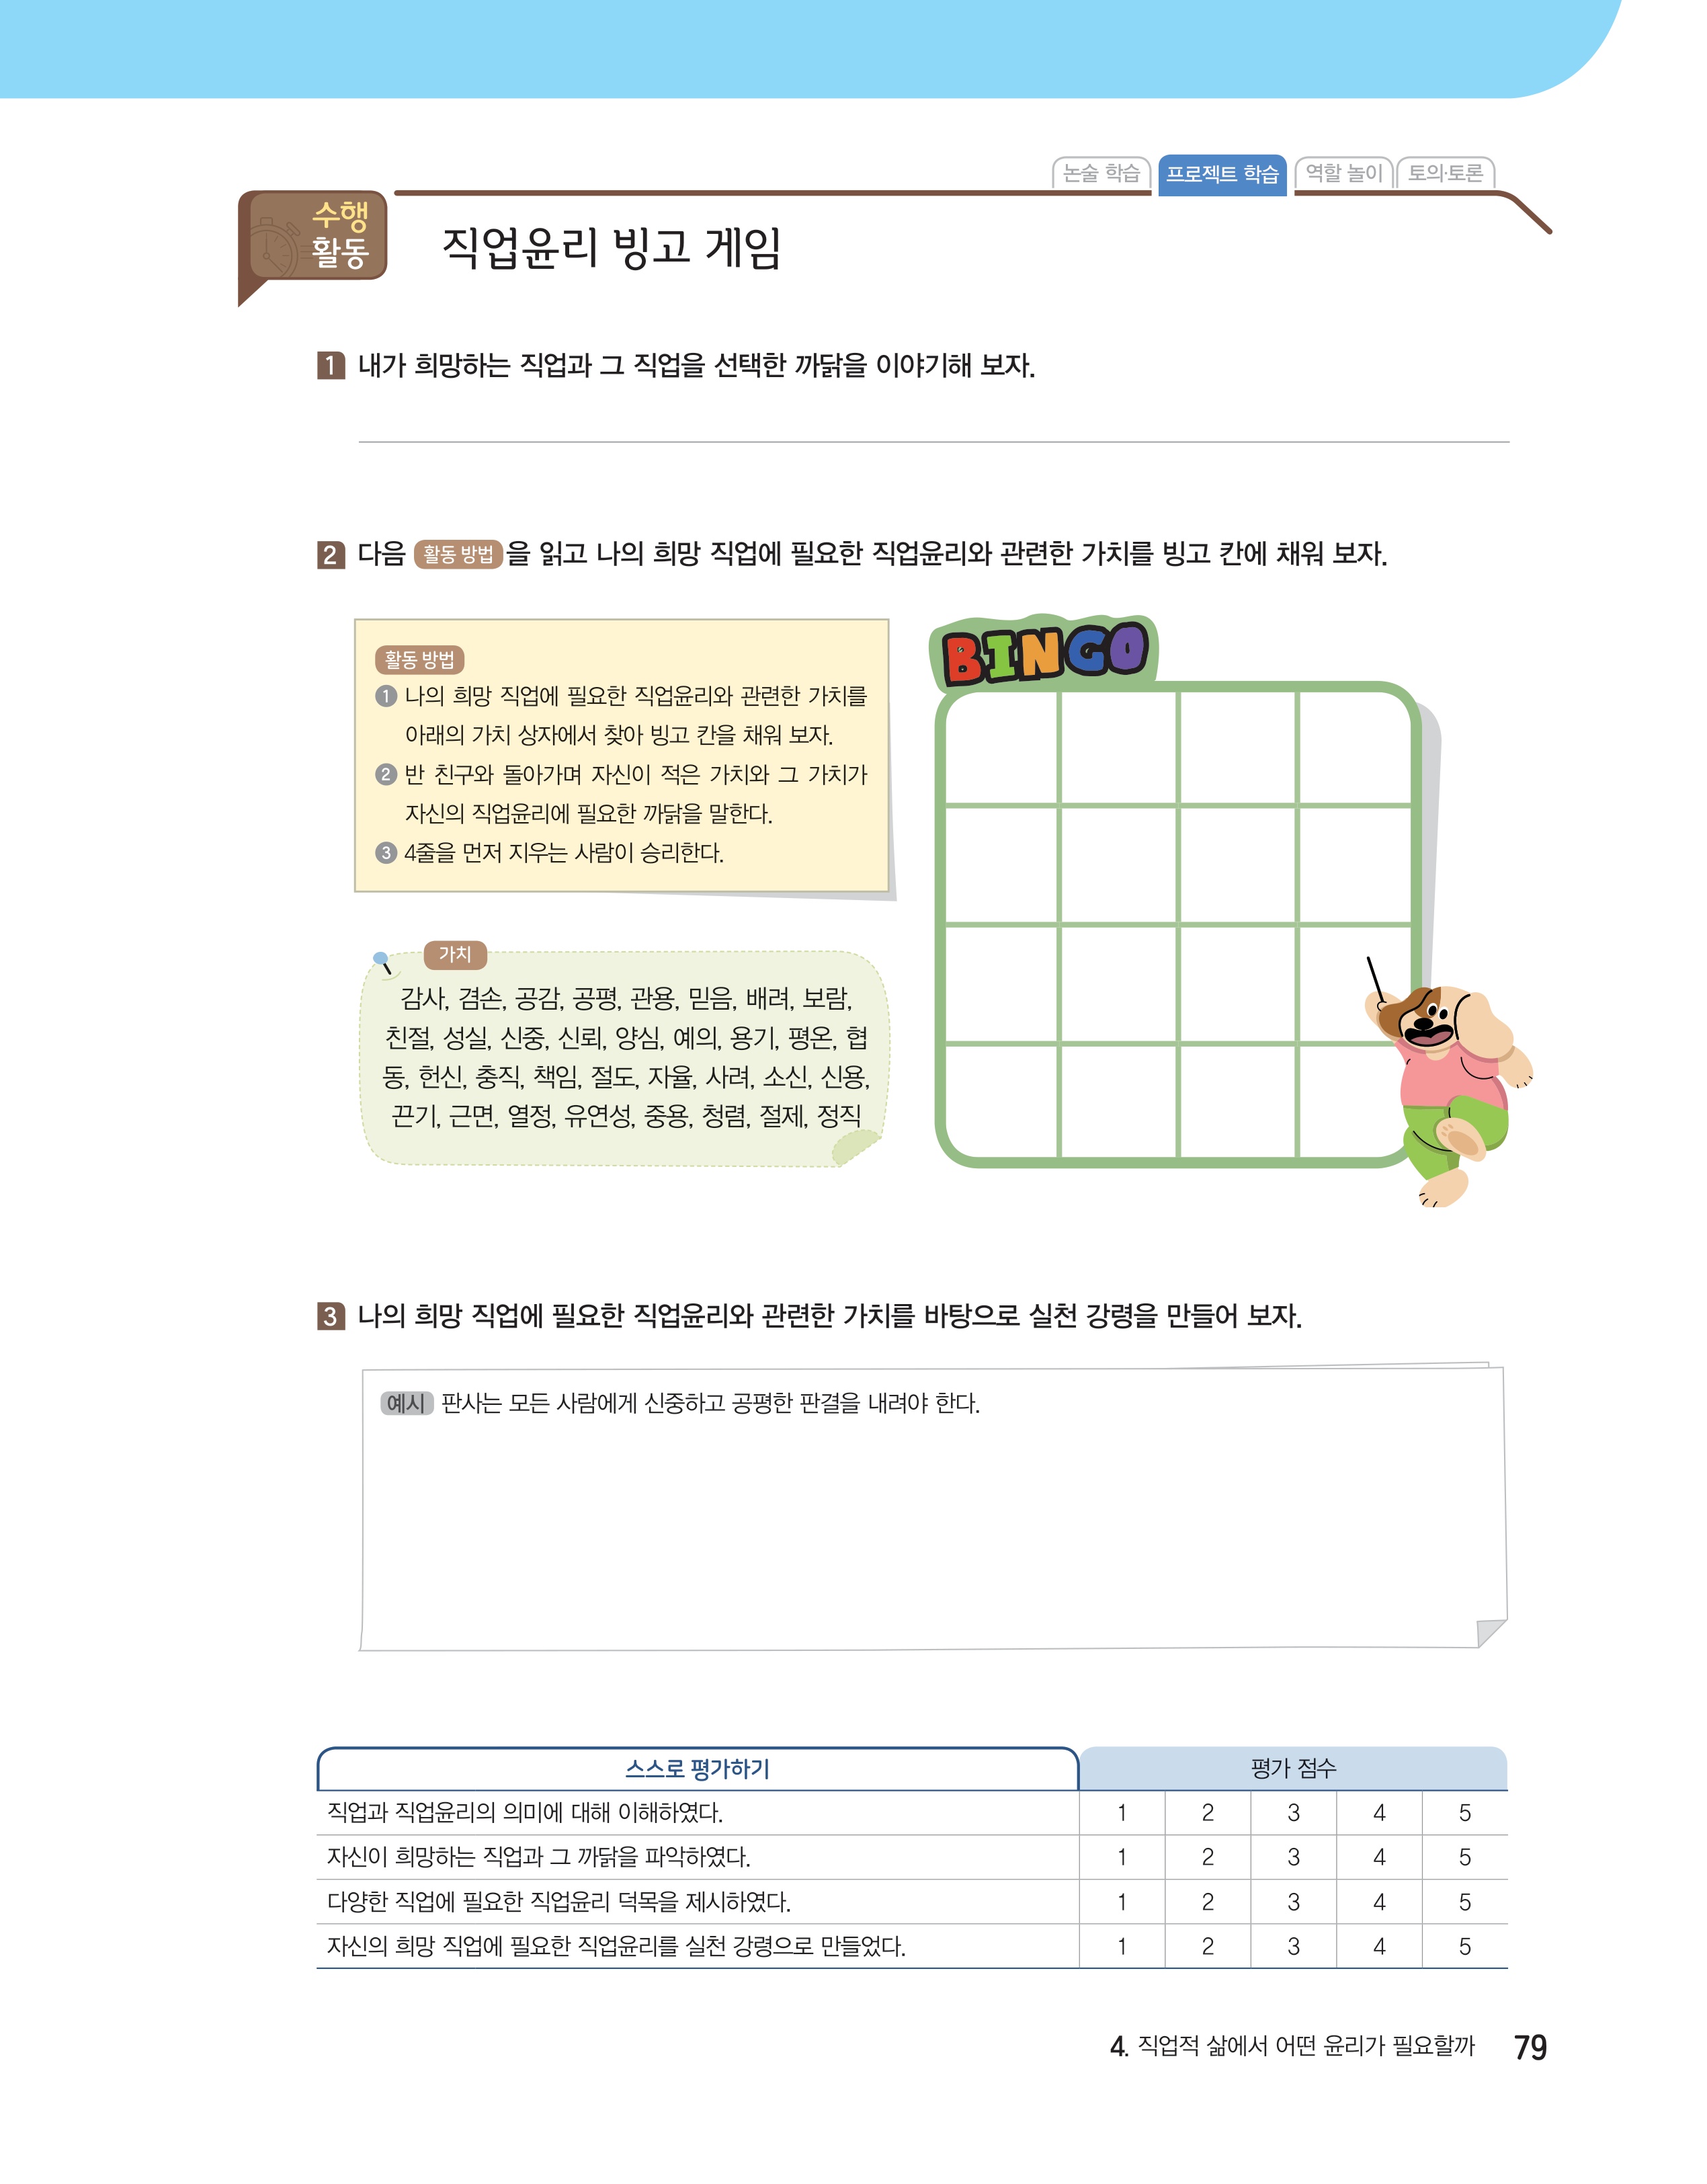 논술 학습 프로젝트 학습 역할 놀이 토의·토론
수행
활동
직업윤리 빙고 게임
1 내가 희망하는 직업과 그 직업을 선택한 까닭을 이야기해 보자.
2 다음 활동 방법 을 읽고 나의 희망 직업에 필요한 직업윤리와 관련한 가치를 빙고 칸에 채워 보자.
활동 방법
1 나의 희망 직업에 필요한 직업윤리와 관련한 가치를
아래의 가치 상자에서 찾아 빙고 칸을 채워 보자.
2 반 친구와 돌아가며 자신이 적은 가치와 그 가치가
자신의 직업윤리에 필요한 까닭을 말한다.
3 4줄을 먼저 지우는 사람이 승리한다.
BINGO
가치
감사, 겸손, 공감, 공평, 관용, 믿음, 배려, 보람,
친절, 성실, 신중, 신뢰, 양심, 예의, 용기, 평온, 협
동, 헌신, 충직, 책임, 절도, 자율, 사려, 소신, 신용,
끈기, 근면, 열정, 유연성, 중용, 청렴, 절제, 정직
3 나의 희망 직업에 필요한 직업윤리와 관련한 가치를 바탕으로 실천 강령을 만들어 보자.
예시 판사는 모든 사람에게 신중하고 공평한 판결을 내려야 한다.
스스로 평가하기 평가 점수
직업과 직업윤리의 의미에 대해 이해하였다. 1 2 3 4 5
자신이 희망하는 직업과 그 까닭을 파악하였다. 1 2 3 4 5
다양한 직업에 필요한 직업윤리 덕목을 제시하였다. 1 2 3 4 5
자신의 희망 직업에 필요한 직업윤리를 실천 강령으로 만들었다. 1 2 3 4 5
4. 직업적 삶에서 어떤 윤리가 필요할까 79